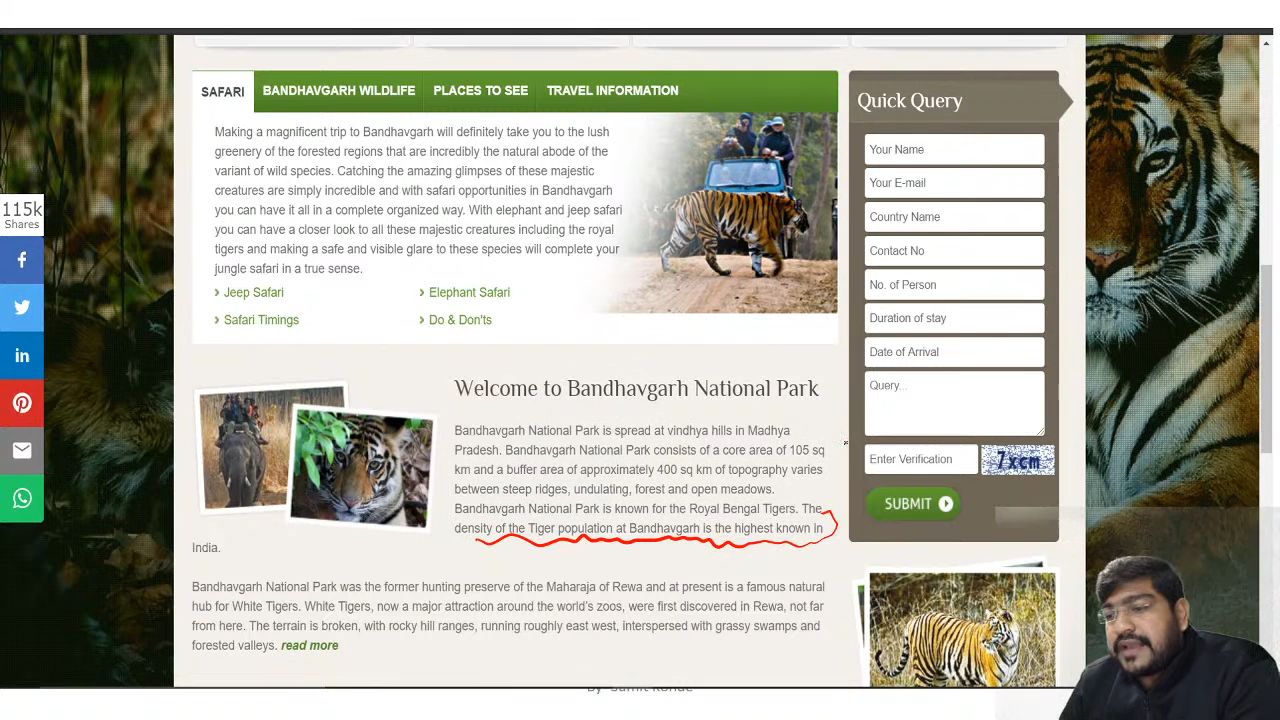 SAFARI
BANDHAVGARH WILDLIFE
PLACES TO SEE
TRAVEL INFORMATION
Making a magnificent trip to Bandhavgarh will definitely take you to the lush
greenery of the forested regions that are incredibly the natural abode of the
variant of wild species. Catching the amazing glimpses of these majestic
creatures are simply incredible and with safari opportunities in Bandhavgarh
you can have it all in a complete organized way. With elephant and jeep safari
you can have a closer look to all these majestic creatures including the royal
tigers and making a safe and visible glare to these species will complete your
jungle safari in a true sense.
Jeep Safari
Elephant Safari
Safari Timings
Do & Don'ts
115k
Shares
Welcome to Bandhavgarh National Park
Bandhavgarh National Park is spread at vindhya hills in Madhya
Pradesh. Bandhavgarh National Park consists of a core area of 105 sq
km and a buffer area of approximately 400 sq km of topography varies
between steep ridges, undulating, forest and open meadows.
Bandhavgarh National Park is known for the Royal Bengal Tigers. The
density of the Tiger population at Bandhavgarh is the highest known in
India.
Bandhavgarh National Park was the former hunting preserve of the Maharaja of Rewa and at present is a famous natural
hub for White Tigers. White Tigers, now a major attraction around the world's zoos, were first discovered in Rewa, not far
from here. The terrain is broken, with rocky hill ranges, running roughly east west, interspersed with grassy swamps and
forested valleys. read more
Quick Query
Your Name
Your E-mail
Country Name
Contact No
No. of Person
Duration of stay
Date of Arrival
Query...
Enter Verification
7xcm
SUBMIT